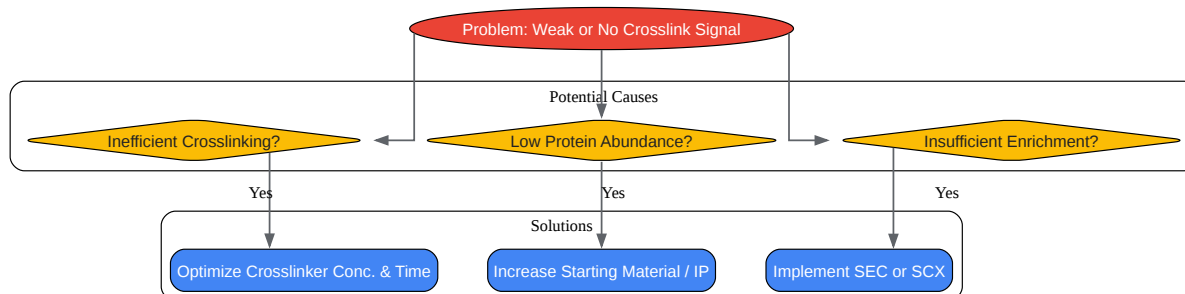 Problem: Weak or No Crosslink Signal
Potential Causes
Inefficient Crosslinking?
Low Protein Abundance?
Insufficient Enrichment?
Yes
Yes
Yes
Solutions
Optimize Crosslinker Conc. & Time
Increase Starting Material / IP
Implement SEC or SCX